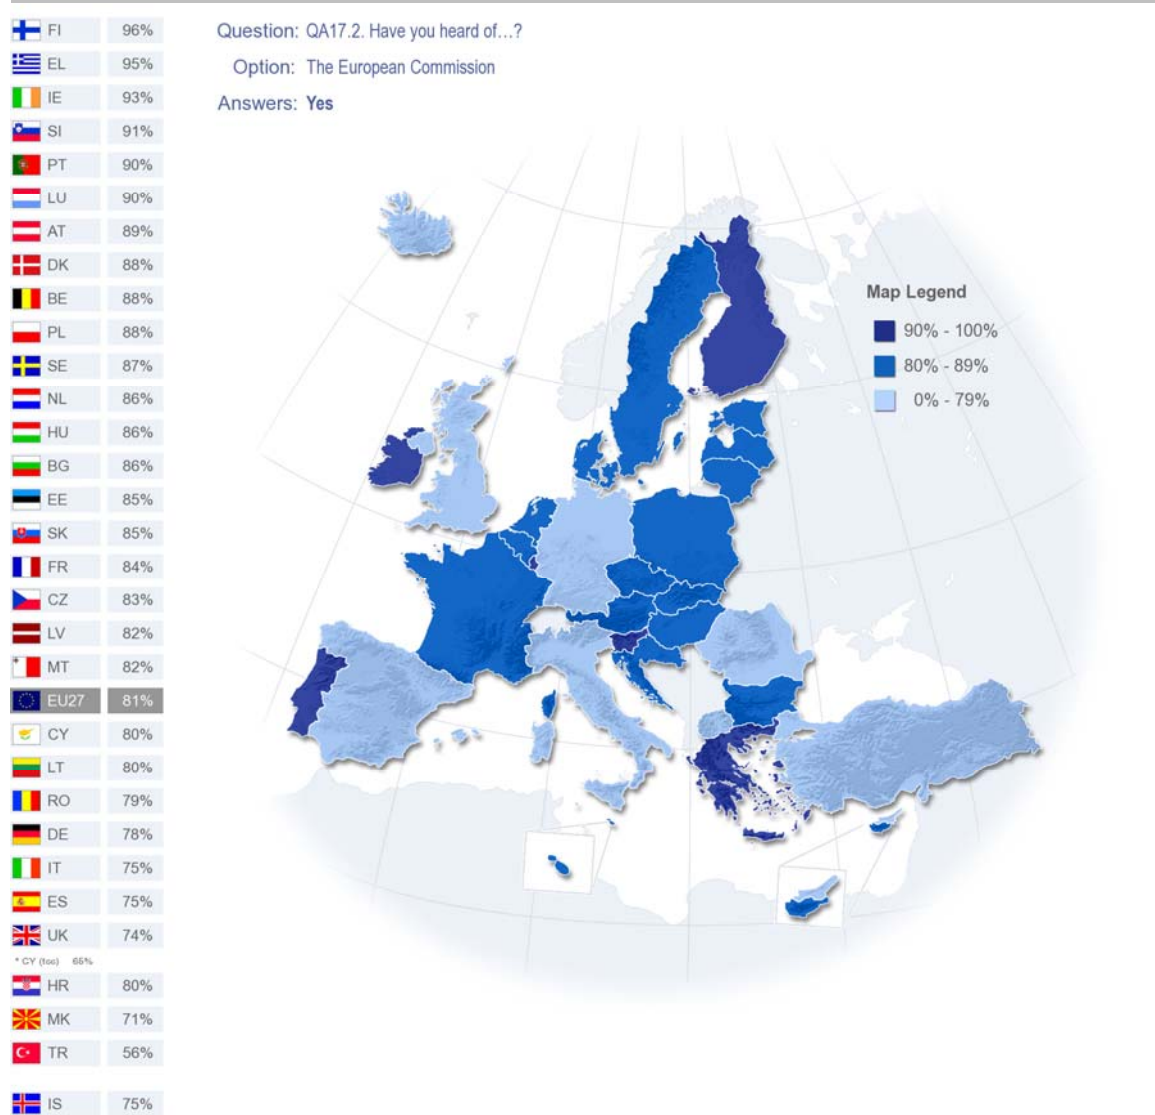 FI 96%
EL 95%
IE 93%
SI 91%
PT 90%
LU 90%
AT 89%
DK 88%
BE 88%
PL 88%
SE 87%
NL 86%
HU 86%
BG 86%
EE 85%
SK 85%
FR 84%
CZ 83%
LV 82%
MT 82%
EU27 81%
CY 80%
LT 80%
RO 79%
DE 78%
IT 75%
ES 75%
UK 74%
* CY (tcc) 65%
HR 80%
MK 71%
TR 56%
IS 75%
Question: QA17.2. Have you heard of…?
Option: The European Commission
Answers: Yes
Map Legend
90% - 100%
80% - 89%
0% - 79%